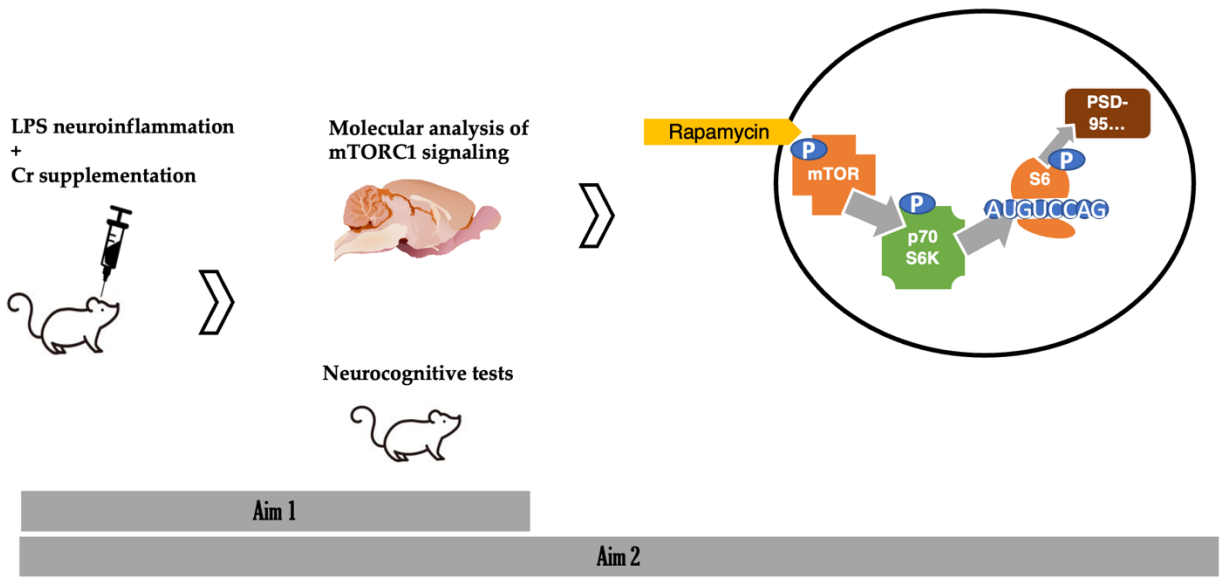 LPS neuroinflammation
+
Cr supplementation
Molecular analysis of
mTORC1 signaling
Neurocognitive tests
Rapamycin
P
mTOR
P
p70
S6K
AUGUCCAG
S6
P
PSD-
95...
Aim 1
Aim 2